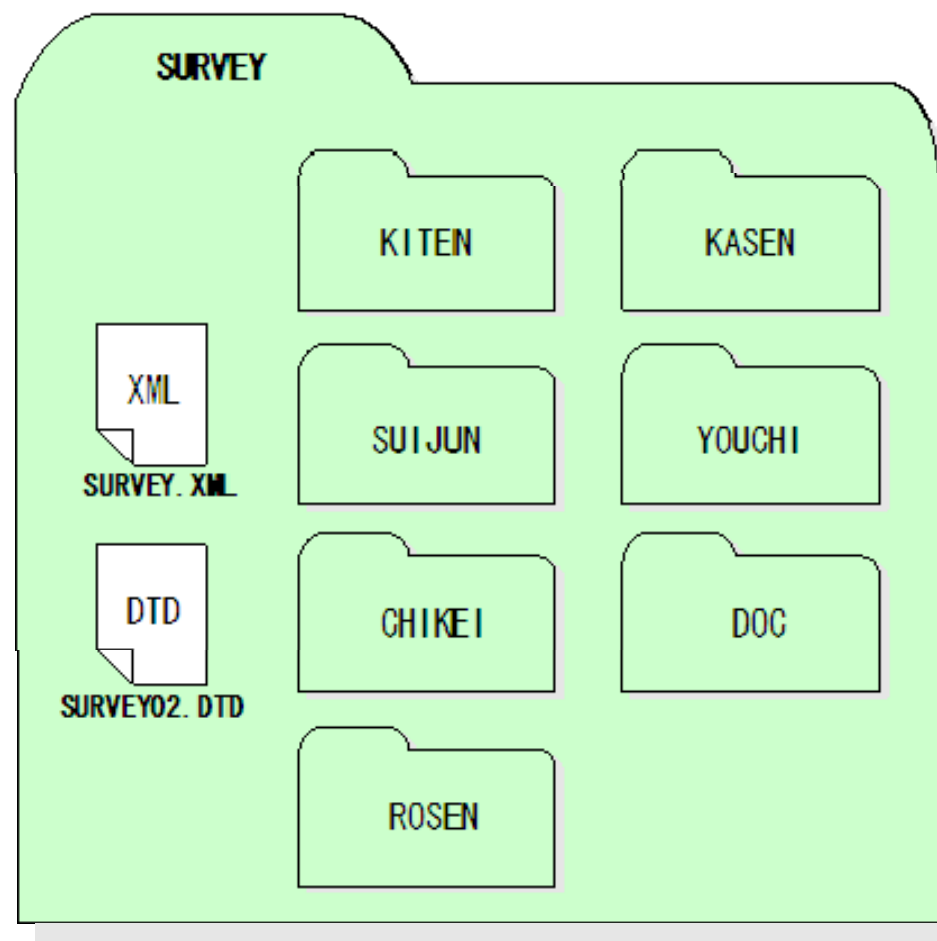 SURVEY
KITEN
KASEN
XML
SURVEY.XML
SUIJUN
YOUCHI
DTD
SURVEY02.DTD
CHIKEI
DOC
ROSEN